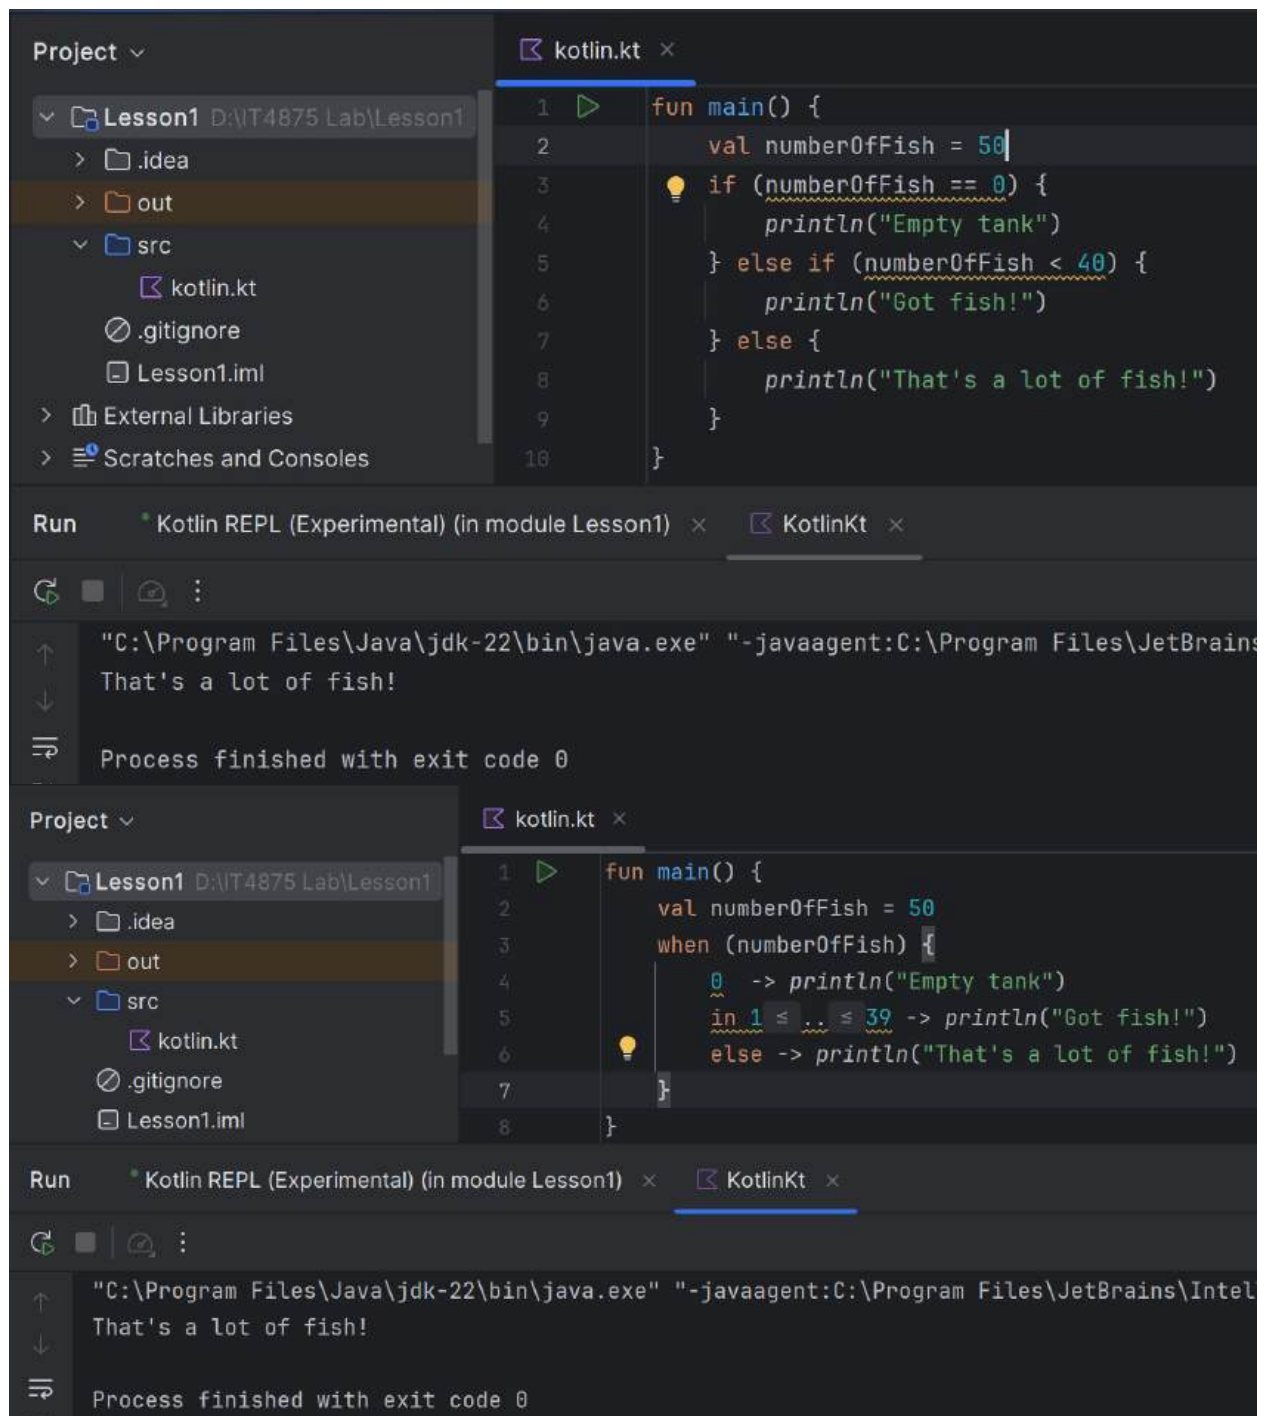 Project
kotlin.kt
Lesson1 D:\IT4875 Lab\Lesson1
.idea
out
src
kotlin.kt
.gitignore
Lesson1.iml
External Libraries
Scratches and Consoles
1 fun main() {
2 val numberOfFish = 50
3 if (numberOfFish == 0) {
4 println("Empty tank")
5 } else if (numberOfFish < 40) {
6 println("Got fish!")
7 } else {
8 println("That's a lot of fish!")
9 }
10 }
Run Kotlin REPL (Experimental) (in module Lesson1) KotlinKt
"C:\Program Files\Java\jdk-22\bin\java.exe" "-javaagent:C:\Program Files\JetBrains
That's a lot of fish!
Process finished with exit code 0
Project
kotlin.kt
Lesson1 D:\IT4875 Lab\Lesson1
.idea
out
src
kotlin.kt
.gitignore
Lesson1.iml
1 fun main() {
2 val numberOfFish = 50
3 when (numberOfFish) {
4 0 -> println("Empty tank")
5 in 1 ≤ .. ≤ 39 -> println("Got fish!")
6 else -> println("That's a lot of fish!")
7 }
8 }
Run Kotlin REPL (Experimental) (in module Lesson1) KotlinKt
"C:\Program Files\Java\jdk-22\bin\java.exe" "-javaagent:C:\Program Files\JetBrains\Intel
That's a lot of fish!
Process finished with exit code 0